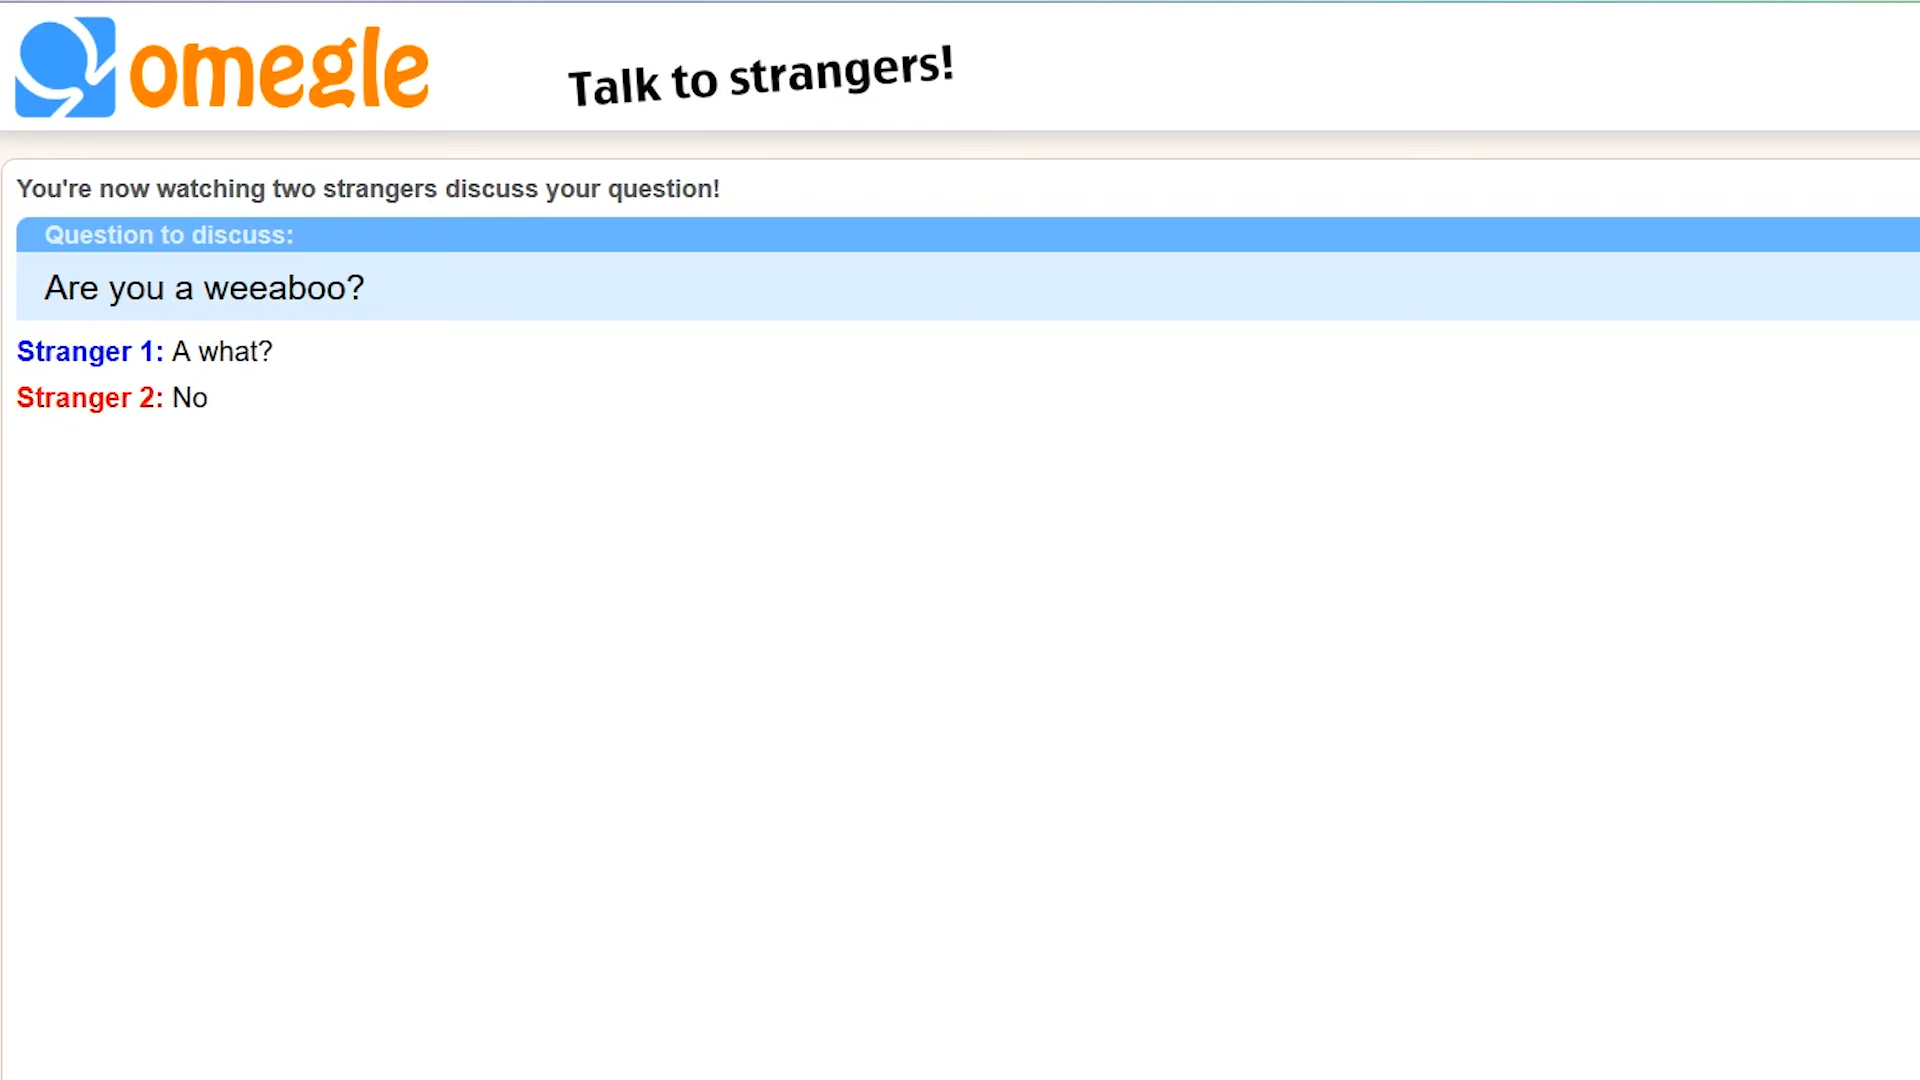 omegle
Talk to strangers!
You're now watching two strangers discuss your question!
Question to discuss:
Are you a weeaboo?
Stranger 1: A what?
Stranger 2: No